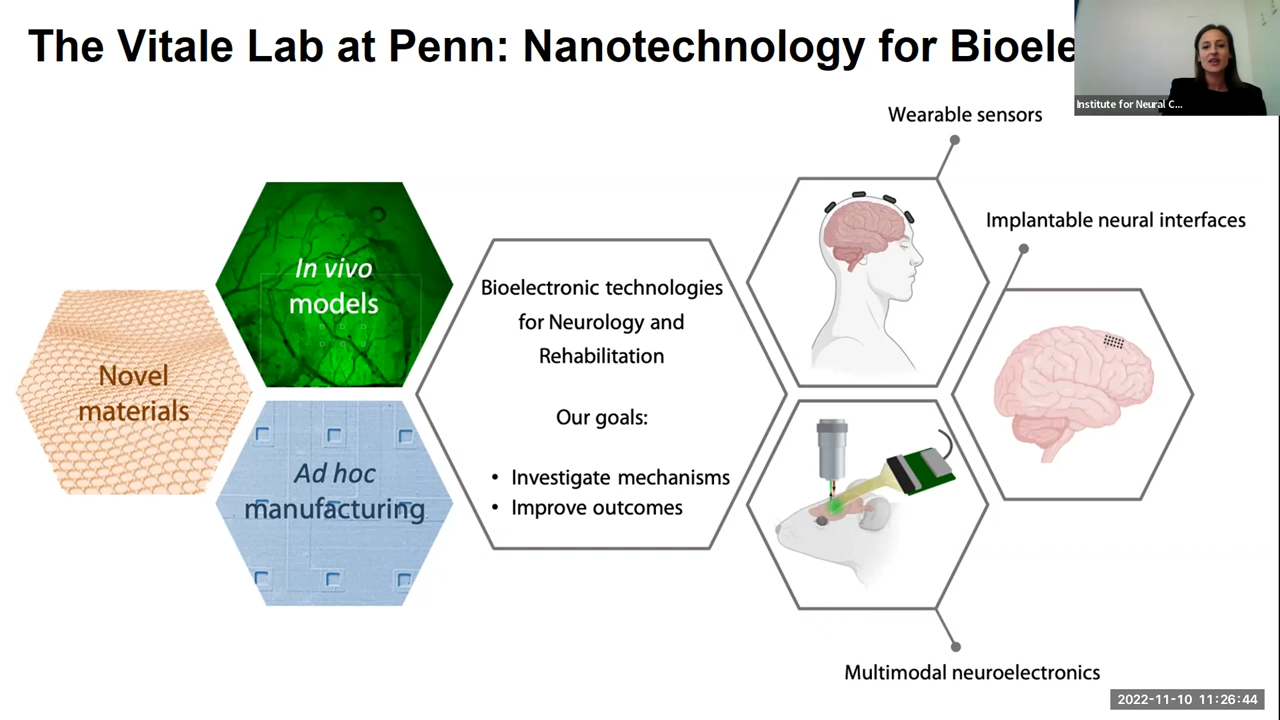 The Vitale Lab at Penn: Nanotechnology for Bioele
Institute for Neural C...
Wearable sensors
Implantable neural interfaces
In vivo
models
Novel
materials
Ad hoc
manufacturing
Bioelectronic technologies
for Neurology and
Rehabilitation
Our goals:
• Investigate mechanisms
• Improve outcomes
Multimodal neuroelectronics
2022-11-10 11:26:44